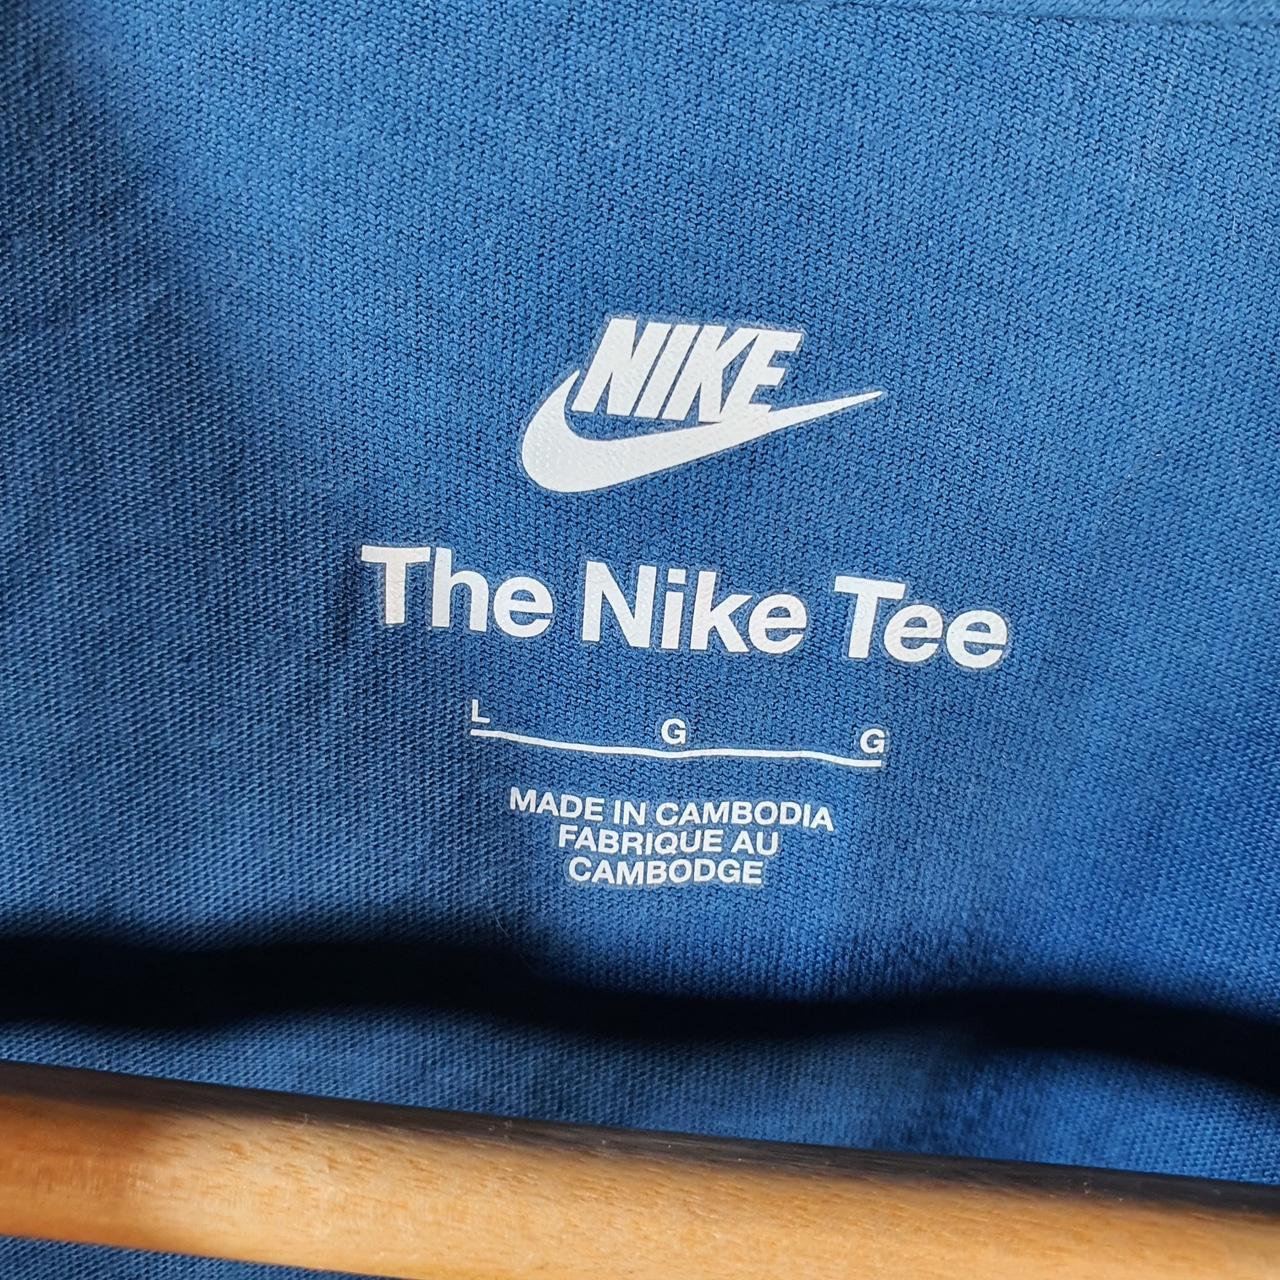 NIKE
The Nike Tee
L G G
MADE IN CAMBODIA
FABRIQUE AU
CAMBODGE